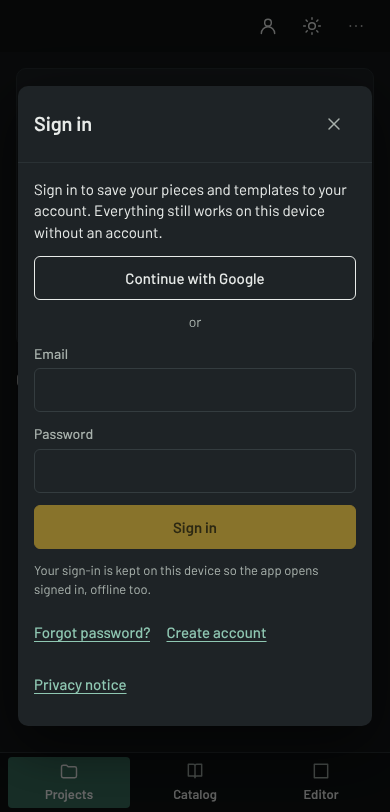 Sign in
Sign in to save your pieces and templates to your
account. Everything still works on this device
without an account.
Continue with Google
or
Email
Password
Sign in
Your sign-in is kept on this device so the app opens
signed in, offline too.
Forgot password? Create account
Privacy notice
Projects Catalog Editor